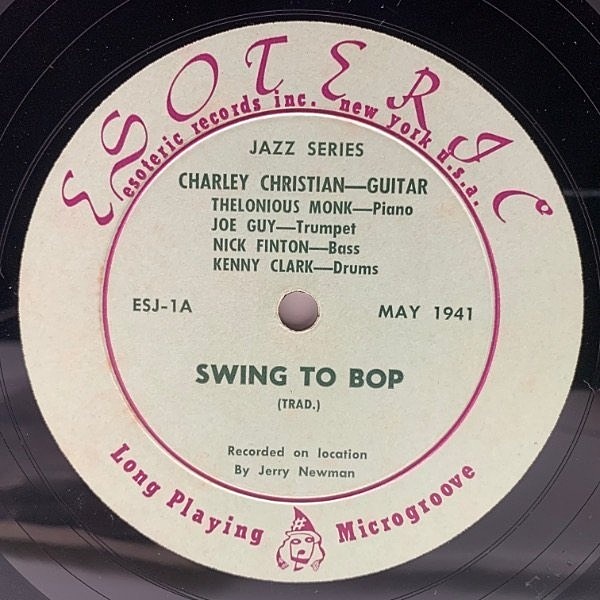 ESOTERIC
esoteric records inc. new york u.s.a.
JAZZ SERIES
CHARLEY CHRISTIAN—GUITAR
THELONIOUS MONK—Piano
JOE GUY—Trumpet
NICK FINTON—Bass
KENNY CLARK—Drums
ESJ-1A MAY 1941
SWING TO BOP
(TRAD.)
Recorded on location
By Jerry Newman
Long Playing Microgroove